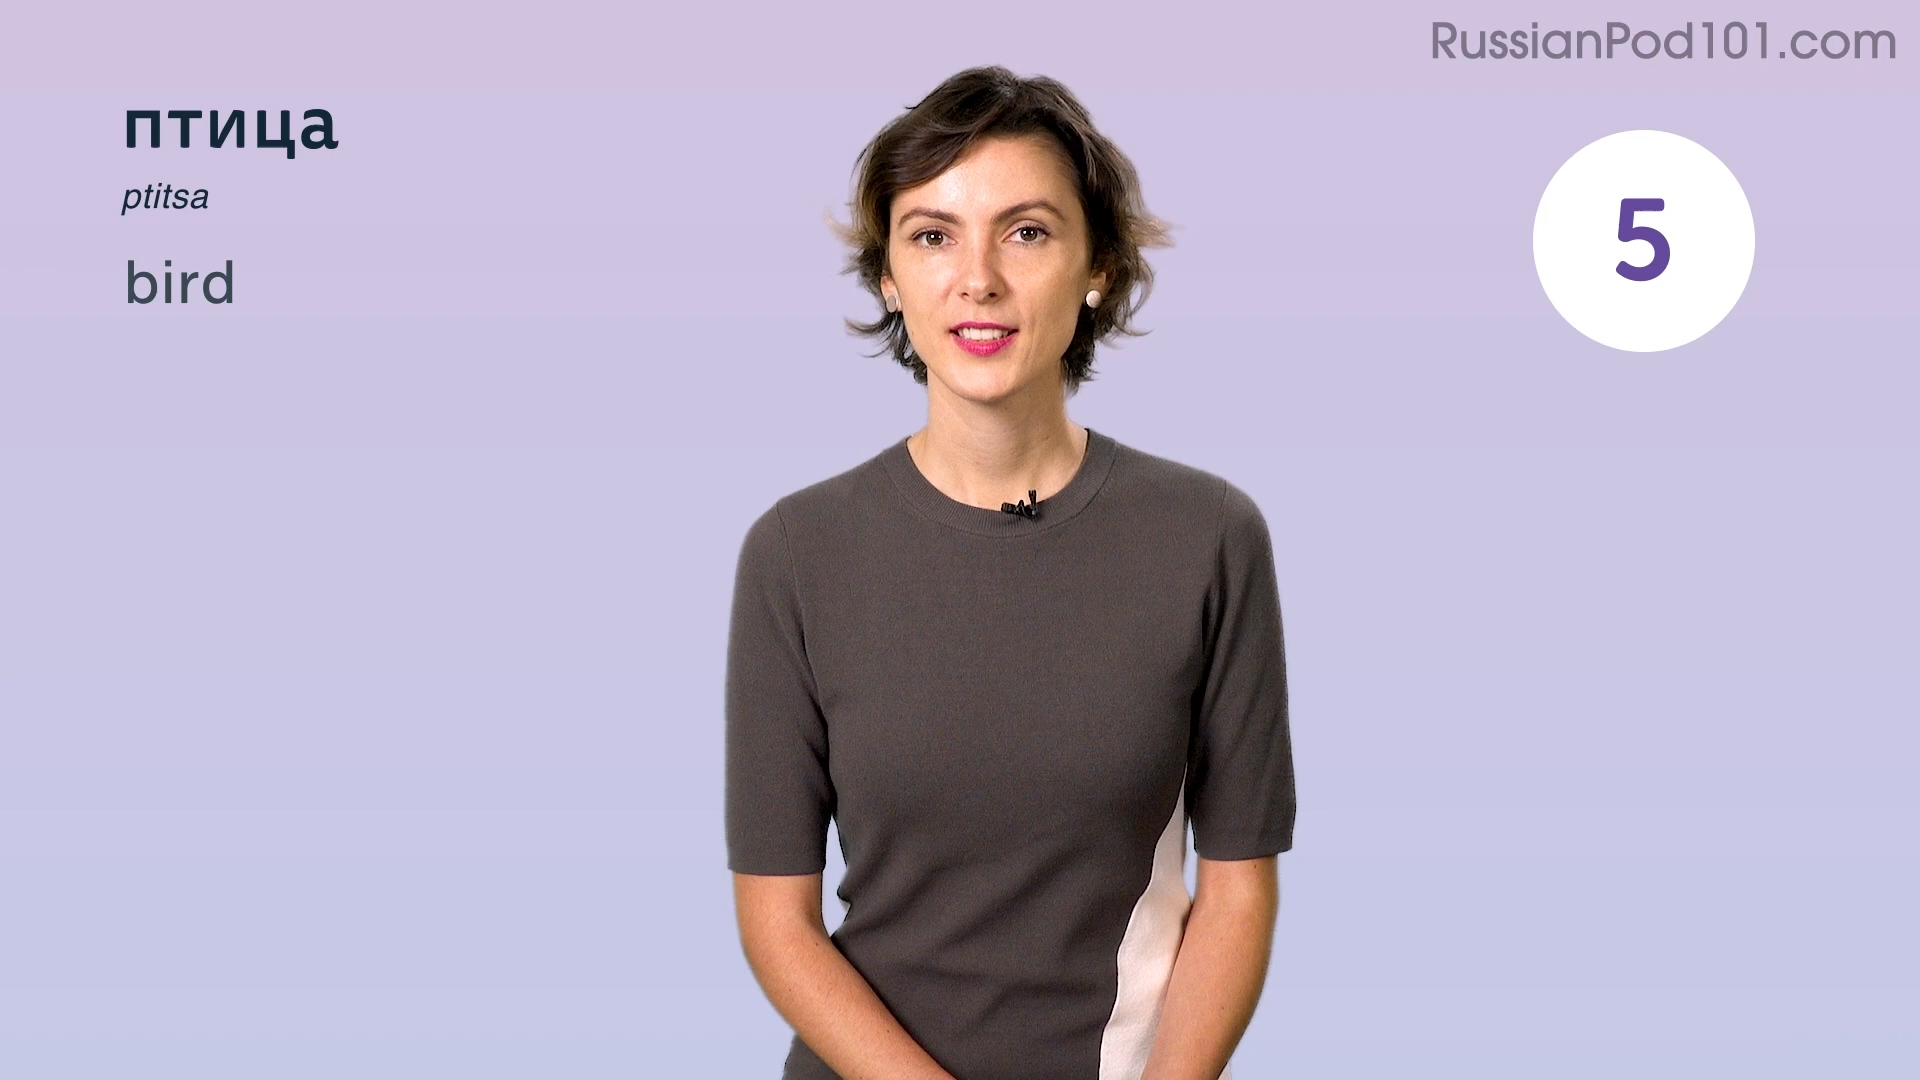 RussianPod101.com
птица
ptitsa
bird
5